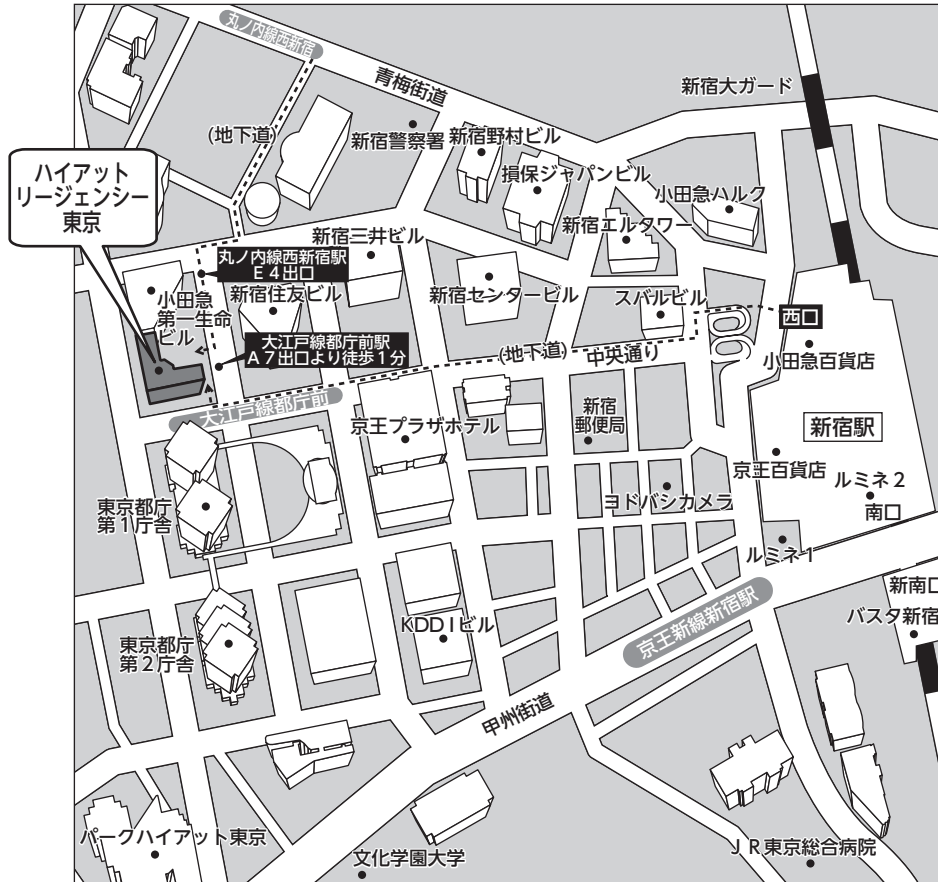 丸ノ内線西新宿
青梅街道
新宿大ガード
(地下道)
新宿警察署
新宿野村ビル
ハイアット
リージェンシー
東京
損保ジャパンビル
小田急ハルク
新宿エルタワー
新宿三井ビル
丸ノ内線西新宿駅
E4出口
小田急
第一生命
ビル
新宿住友ビル
新宿センタービル
スバルビル
西口
大江戸線都庁前駅
A7出口より徒歩1分
(地下道)
中央通り
小田急百貨店
大江戸線都庁前
京王プラザホテル
新宿
郵便局
新宿駅
京王百貨店
ルミネ2
南口
東京都庁
第1庁舎
ヨドバシカメラ
ルミネ1
新南口
バスタ新宿
京王新線新宿駅
KDDIビル
東京都庁
第2庁舎
甲州街道
パークハイアット東京
文化学園大学
JR東京総合病院